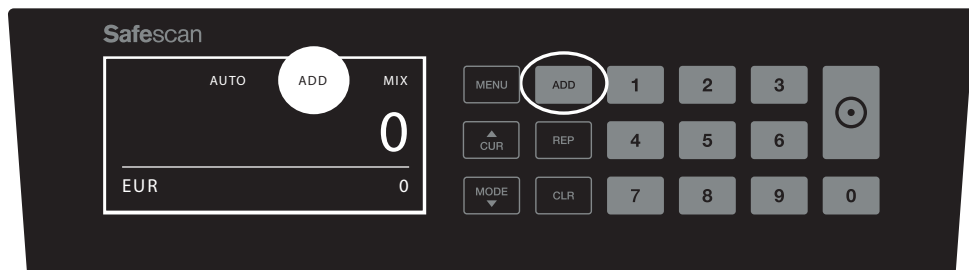 Safescan
AUTO ADD MIX
0
EUR 0
MENU ADD 1 2 3
CUR REP 4 5 6
MODE CLR 7 8 9 0